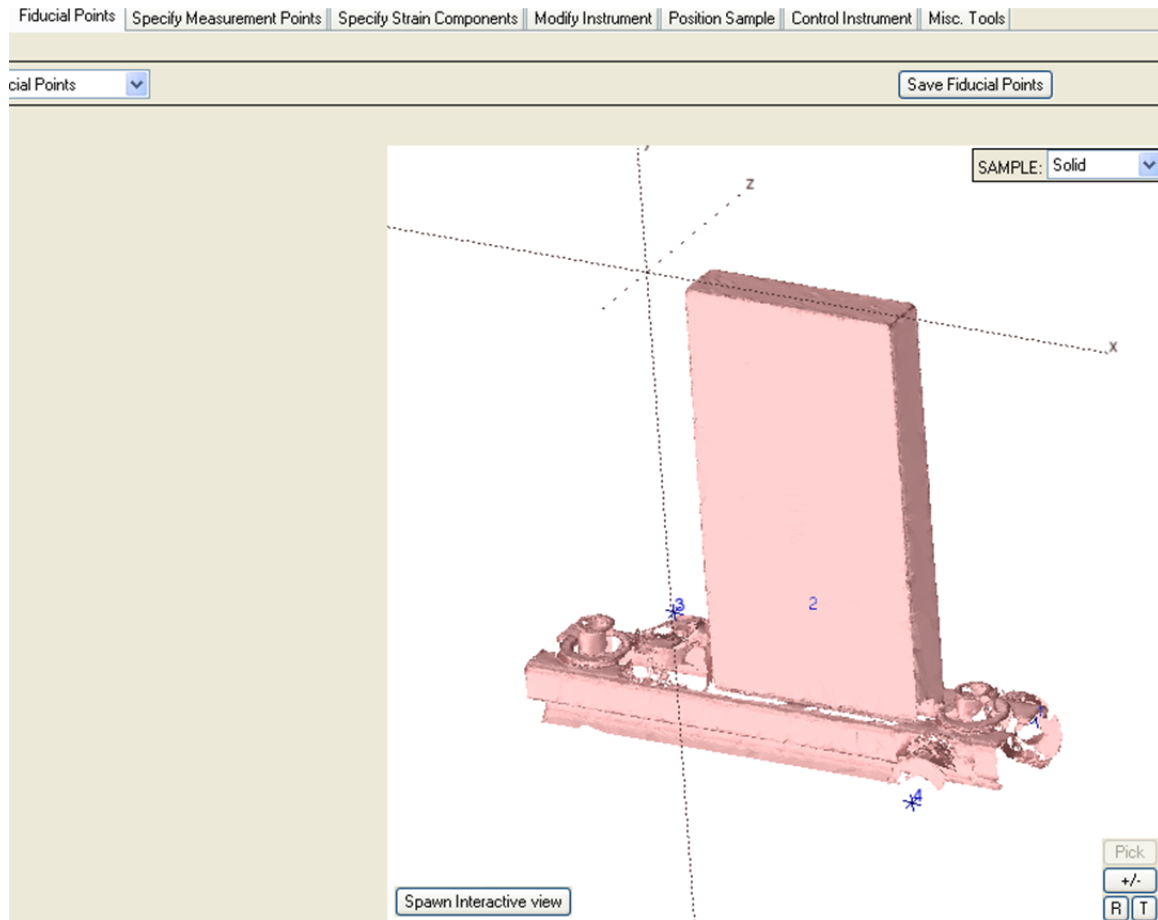 Fiducial Points Specify Measurement Points Specify Strain Components Modify Instrument Position Sample Control Instrument Misc. Tools
cial Points Save Fiducial Points
SAMPLE: Solid
z
x
3
2
1
4
Pick
+/-
Spawn Interactive view
R T